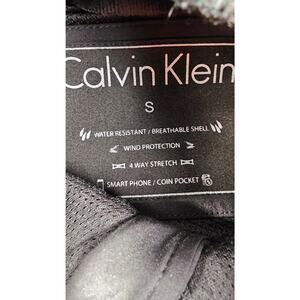 Calvin Klein
S
WATER RESISTANT / BREATHABLE SHELL
WIND PROTECTION
4 WAY STRETCH
SMART PHONE / COIN POCKET